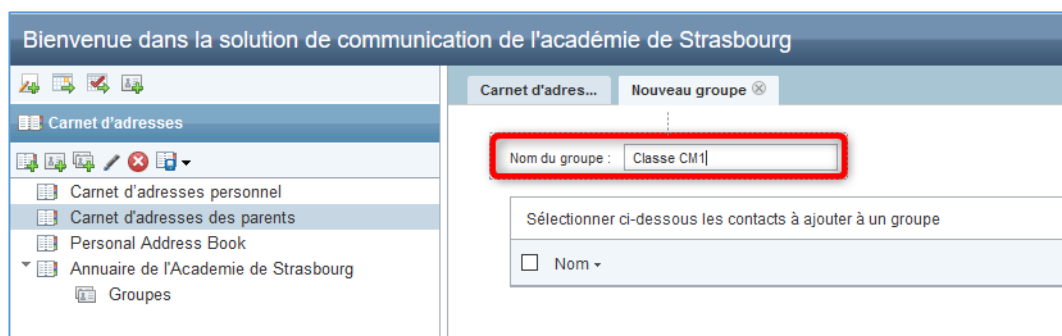 Bienvenue dans la solution de communication de l'académie de Strasbourg
Carnet d'adresses
Carnet d'adresses personnel
Carnet d'adresses des parents
Personal Address Book
Annuaire de l'Academie de Strasbourg
Groupes
Carnet d'adres...
Nouveau groupe
Nom du groupe : Classe CM1
Sélectionner ci-dessous les contacts à ajouter à un groupe
Nom